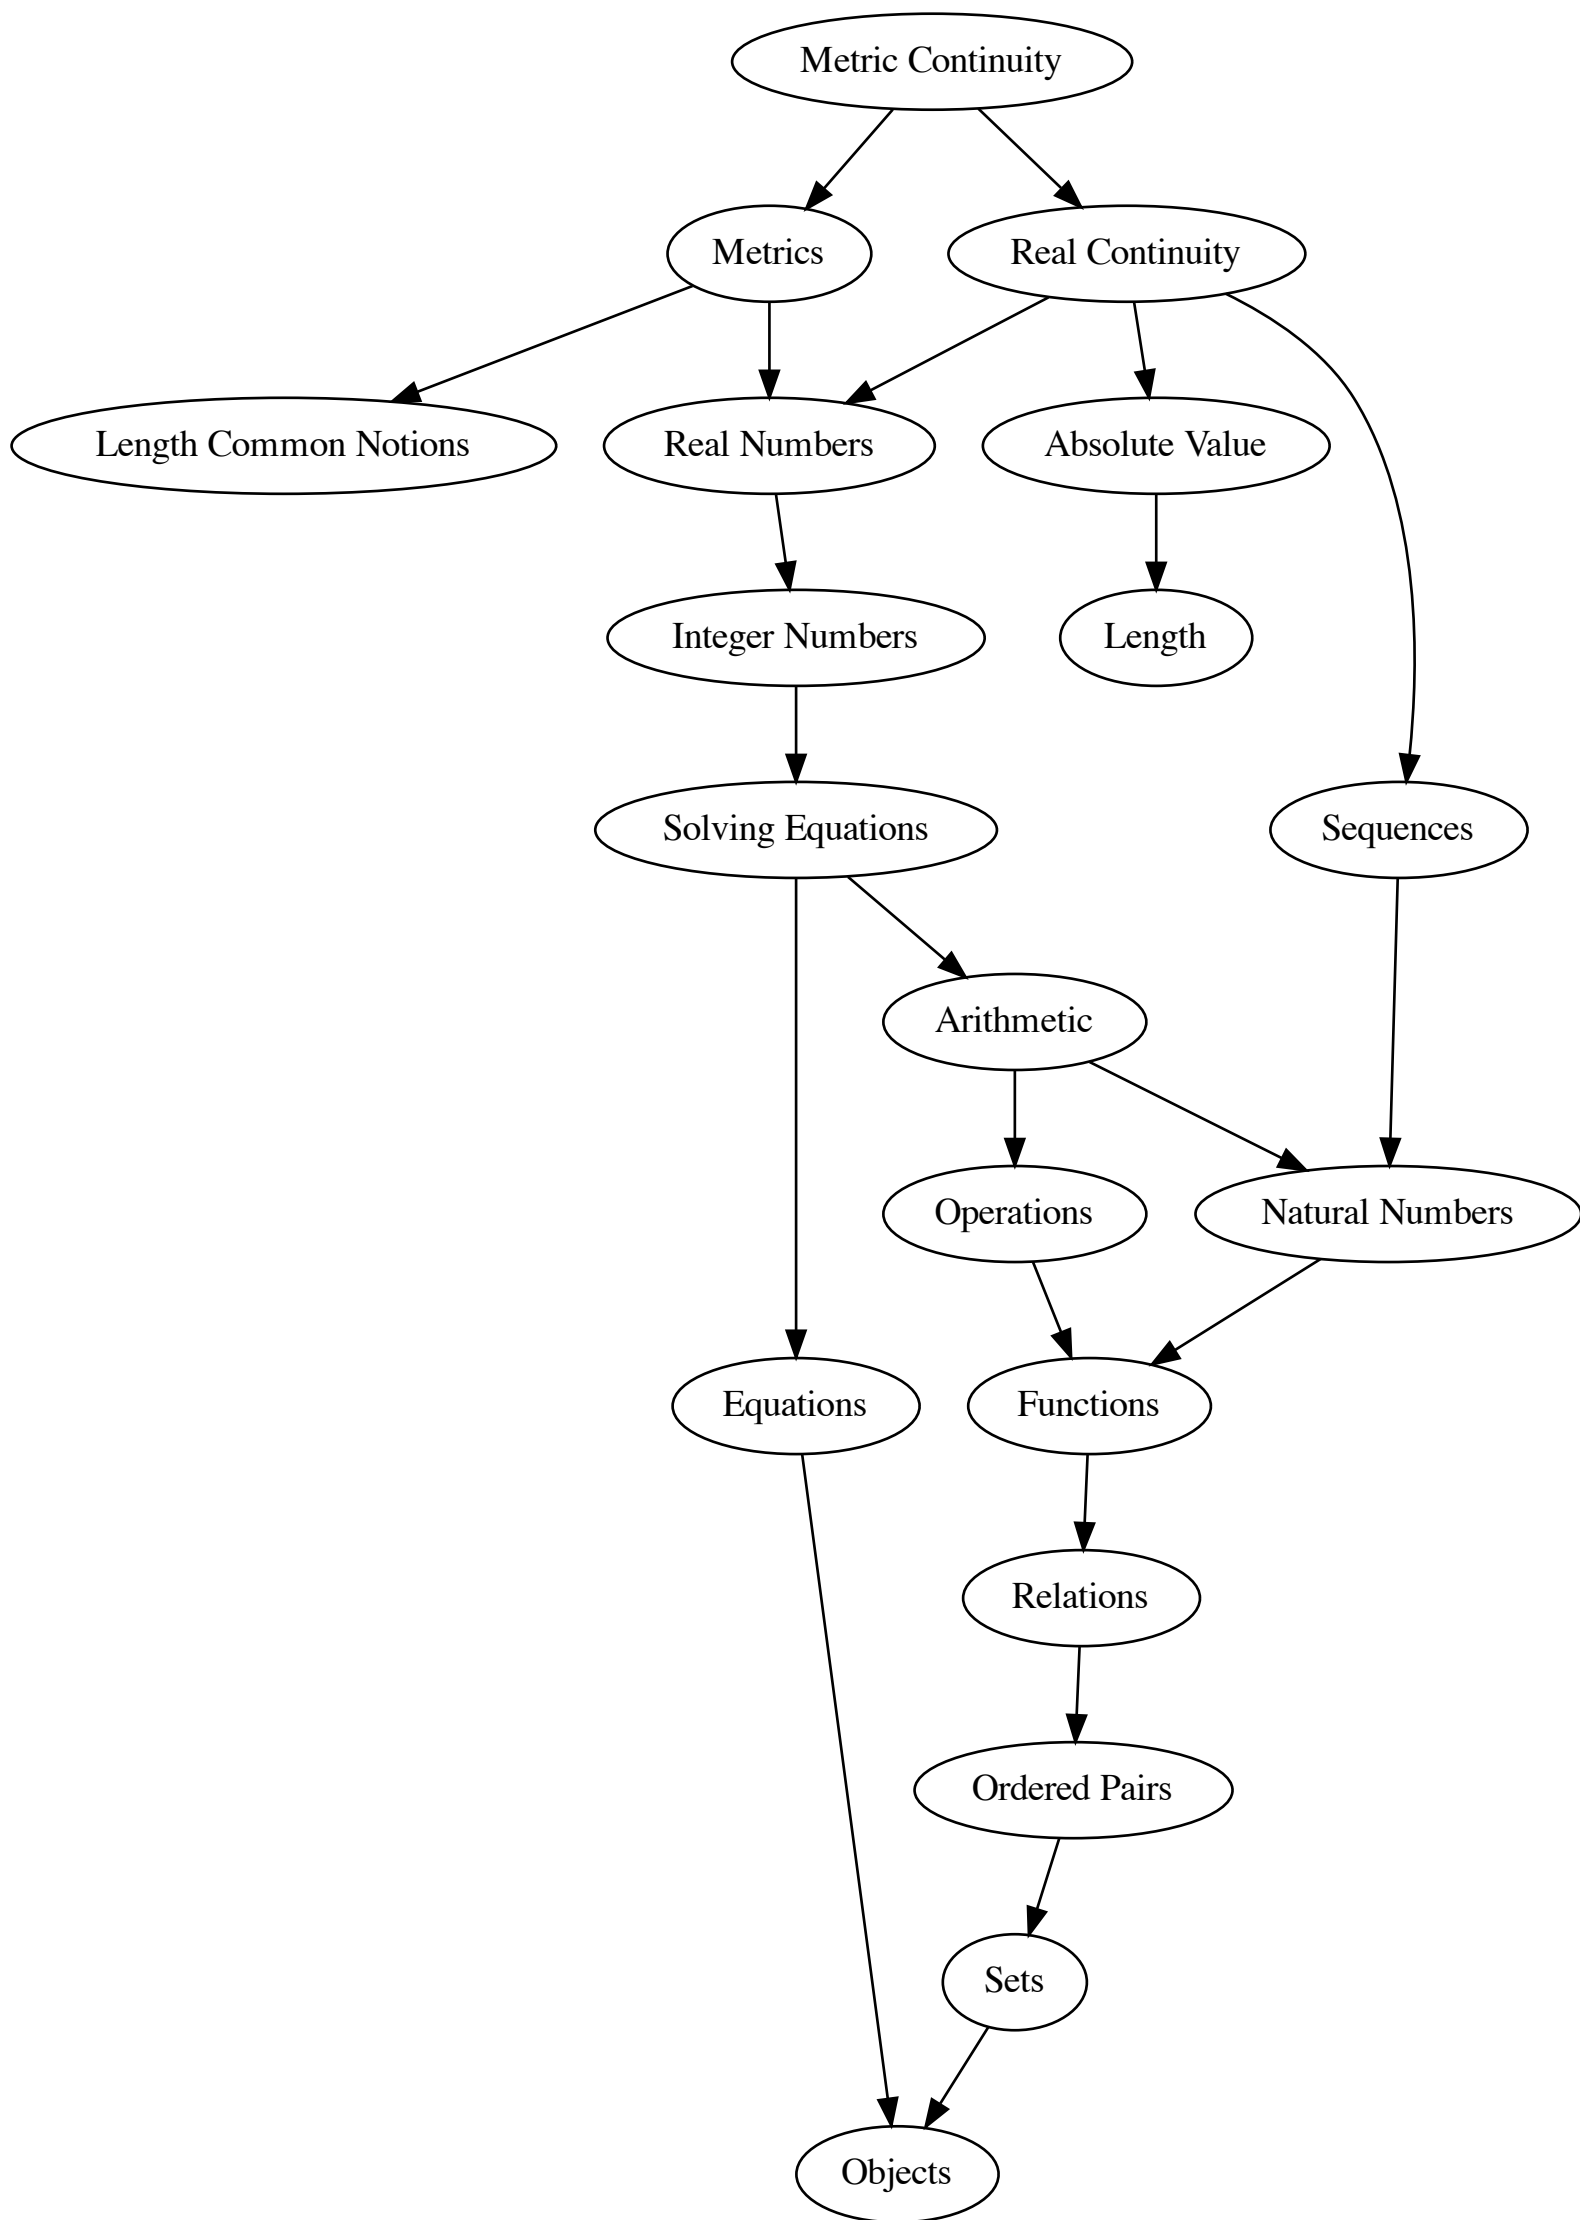 Metric Continuity
Metrics
Real Continuity
Length Common Notions
Real Numbers
Absolute Value
Integer Numbers
Length
Solving Equations
Sequences
Arithmetic
Operations
Natural Numbers
Equations
Functions
Relations
Ordered Pairs
Sets
Objects